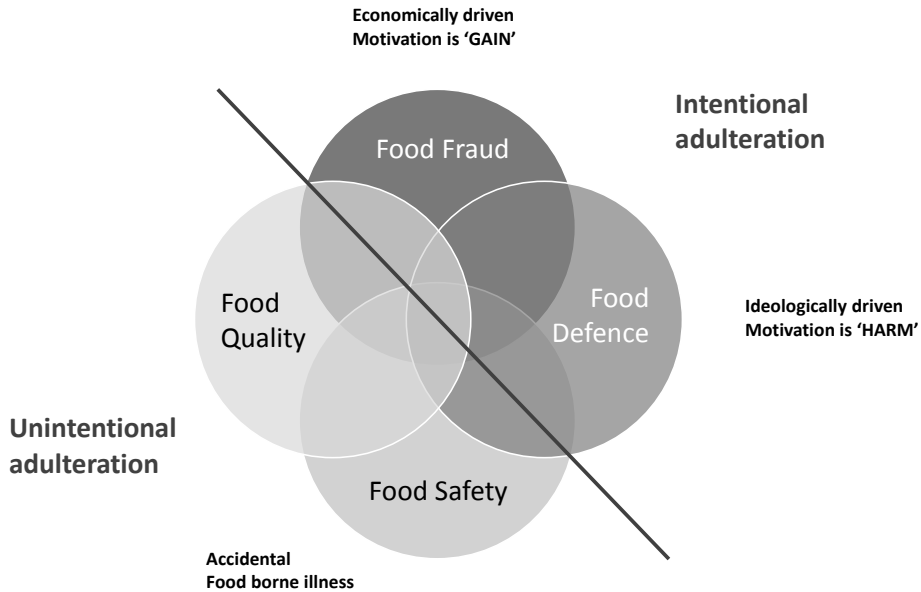 Economically driven
Motivation is ‘GAIN’
Intentional
adulteration
Food Fraud
Food
Quality
Food
Defence
Ideologically driven
Motivation is ‘HARM’
Unintentional
adulteration
Food Safety
Accidental
Food borne illness